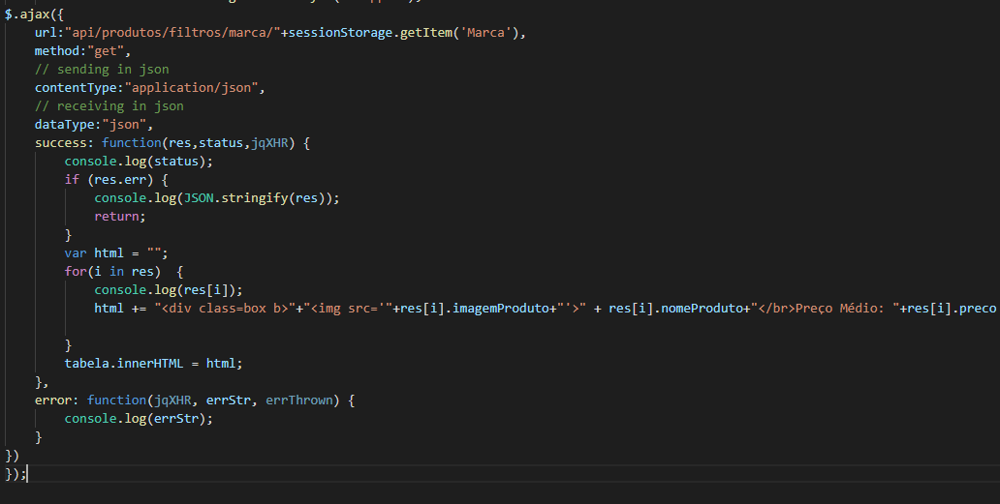 $.ajax({
url:"api/produtos/filtros/marca/"+sessionStorage.getItem('Marca'),
method:"get",
// sending in json
contentType:"application/json",
// receiving in json
dataType:"json",
success: function(res,status,jqXHR) {
console.log(status);
if (res.err) {
console.log(JSON.stringify(res));
return;
}
var html = "";
for(i in res)  {
console.log(res[i]);
html += "<div class=box b>"+"<img src='"+res[i].imagemProduto+"'>" + res[i].nomeProduto+"</br>Preço Médio: "+res[i].preco
}
tabela.innerHTML = html;
},
error: function(jqXHR, errStr, errThrown) {
console.log(errStr);
}
})
});